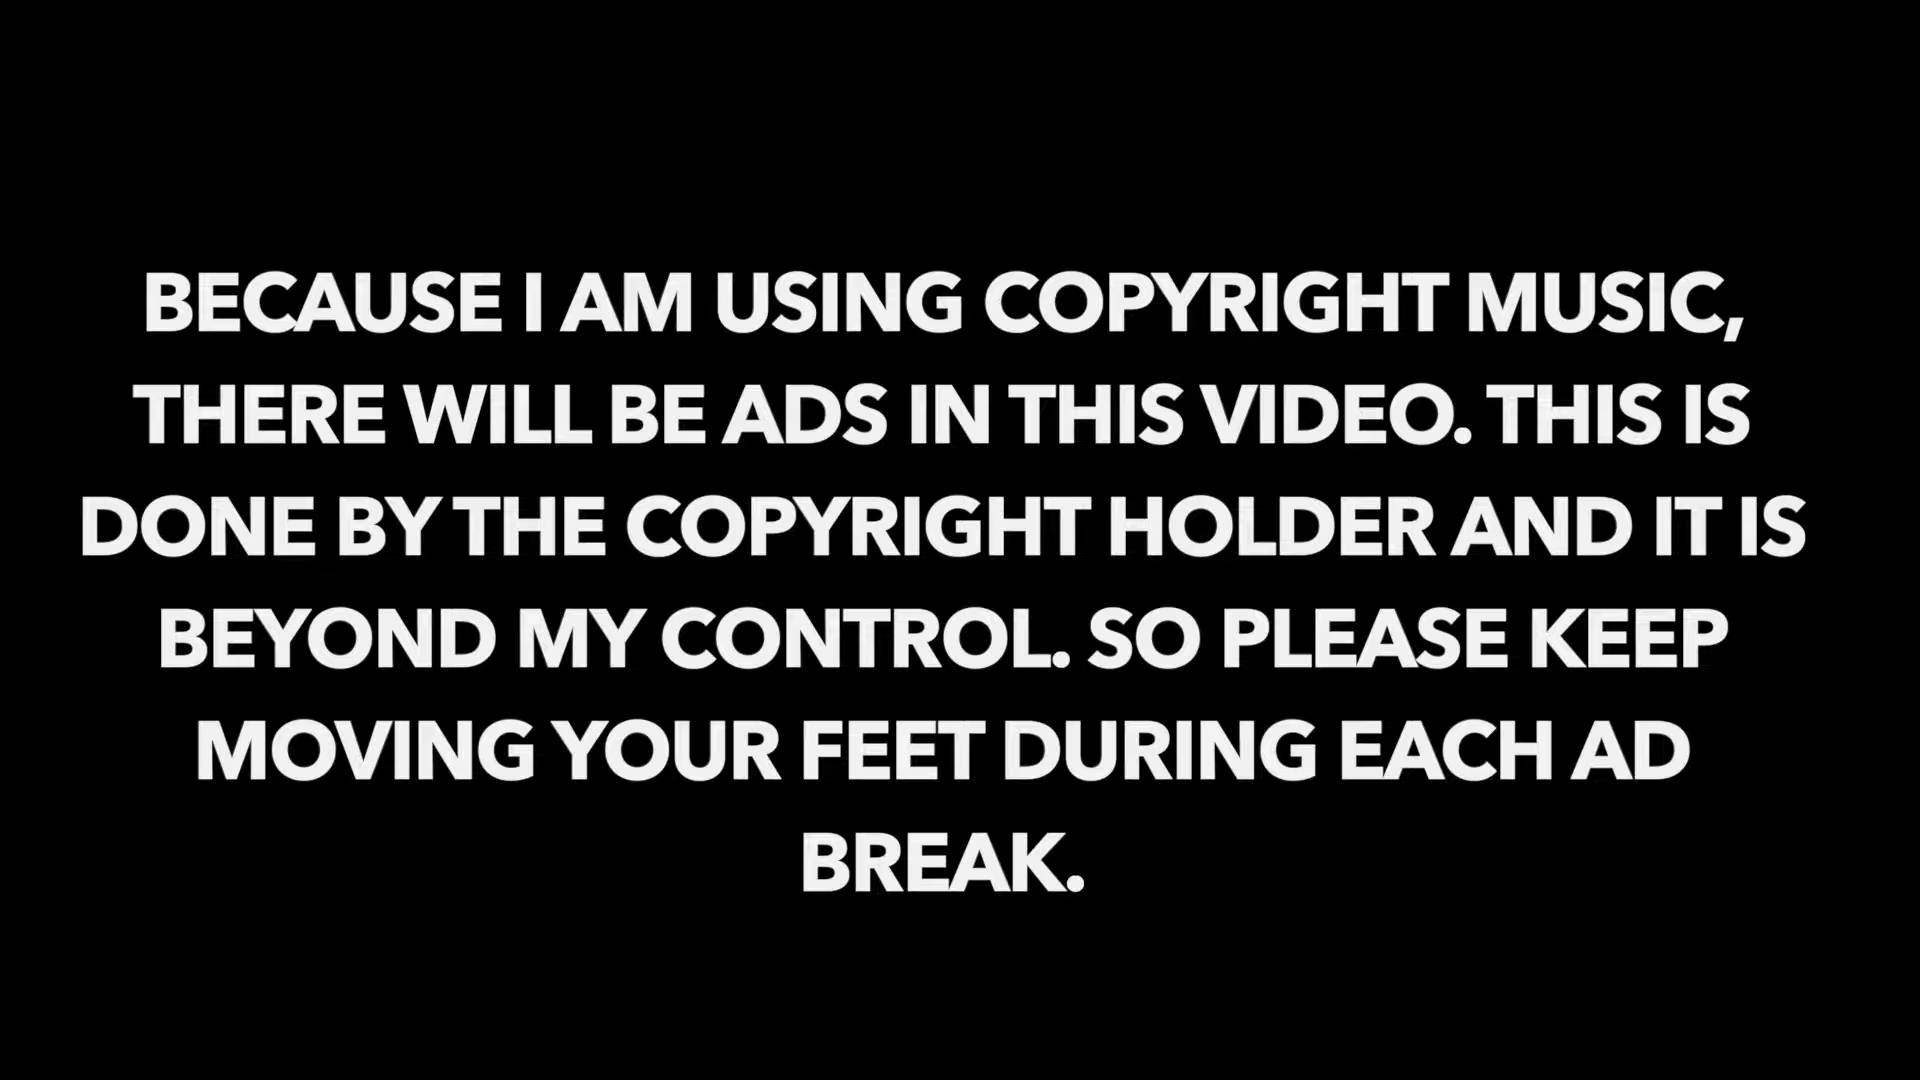 BECAUSE I AM USING COPYRIGHT MUSIC,
THERE WILL BE ADS IN THIS VIDEO. THIS IS
DONE BY THE COPYRIGHT HOLDER AND IT IS
BEYOND MY CONTROL. SO PLEASE KEEP
MOVING YOUR FEET DURING EACH AD
BREAK.